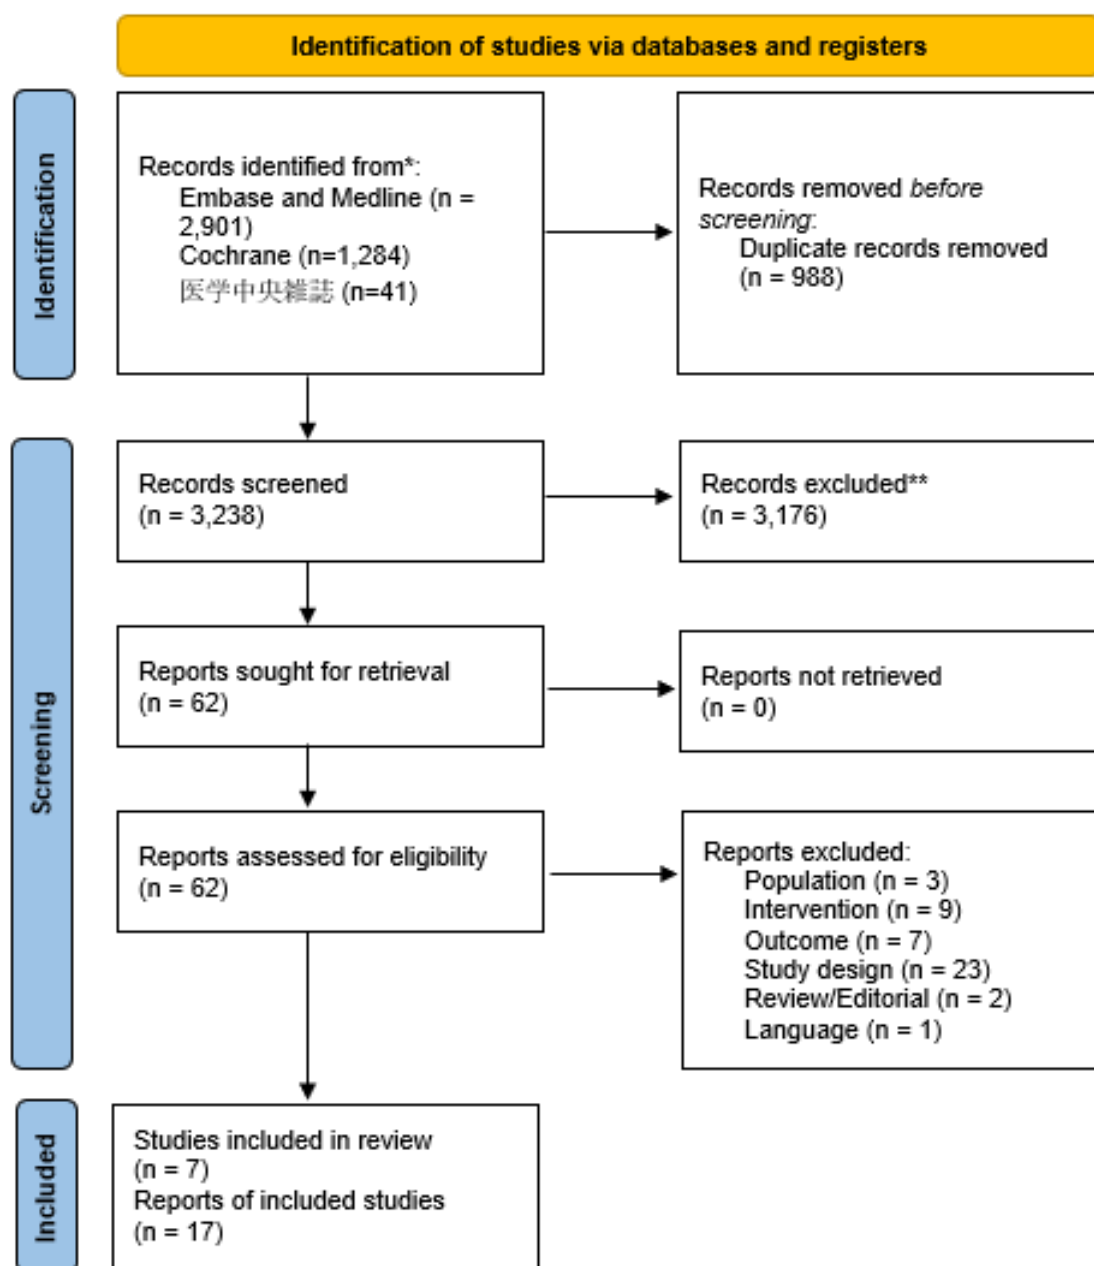 Identification of studies via databases and registers
Identification
Records identified from*:
Embase and Medline (n =
2,901)
Cochrane (n=1,284)
医学中央雑誌 (n=41)
Records removed before
screening:
Duplicate records removed
(n = 988)
Screening
Records screened
(n = 3,238)
Records excluded**
(n = 3,176)
Reports sought for retrieval
(n = 62)
Reports not retrieved
(n = 0)
Reports assessed for eligibility
(n = 62)
Reports excluded:
Population (n = 3)
Intervention (n = 9)
Outcome (n = 7)
Study design (n = 23)
Review/Editorial (n = 2)
Language (n = 1)
Included
Studies included in review
(n = 7)
Reports of included studies
(n = 17)